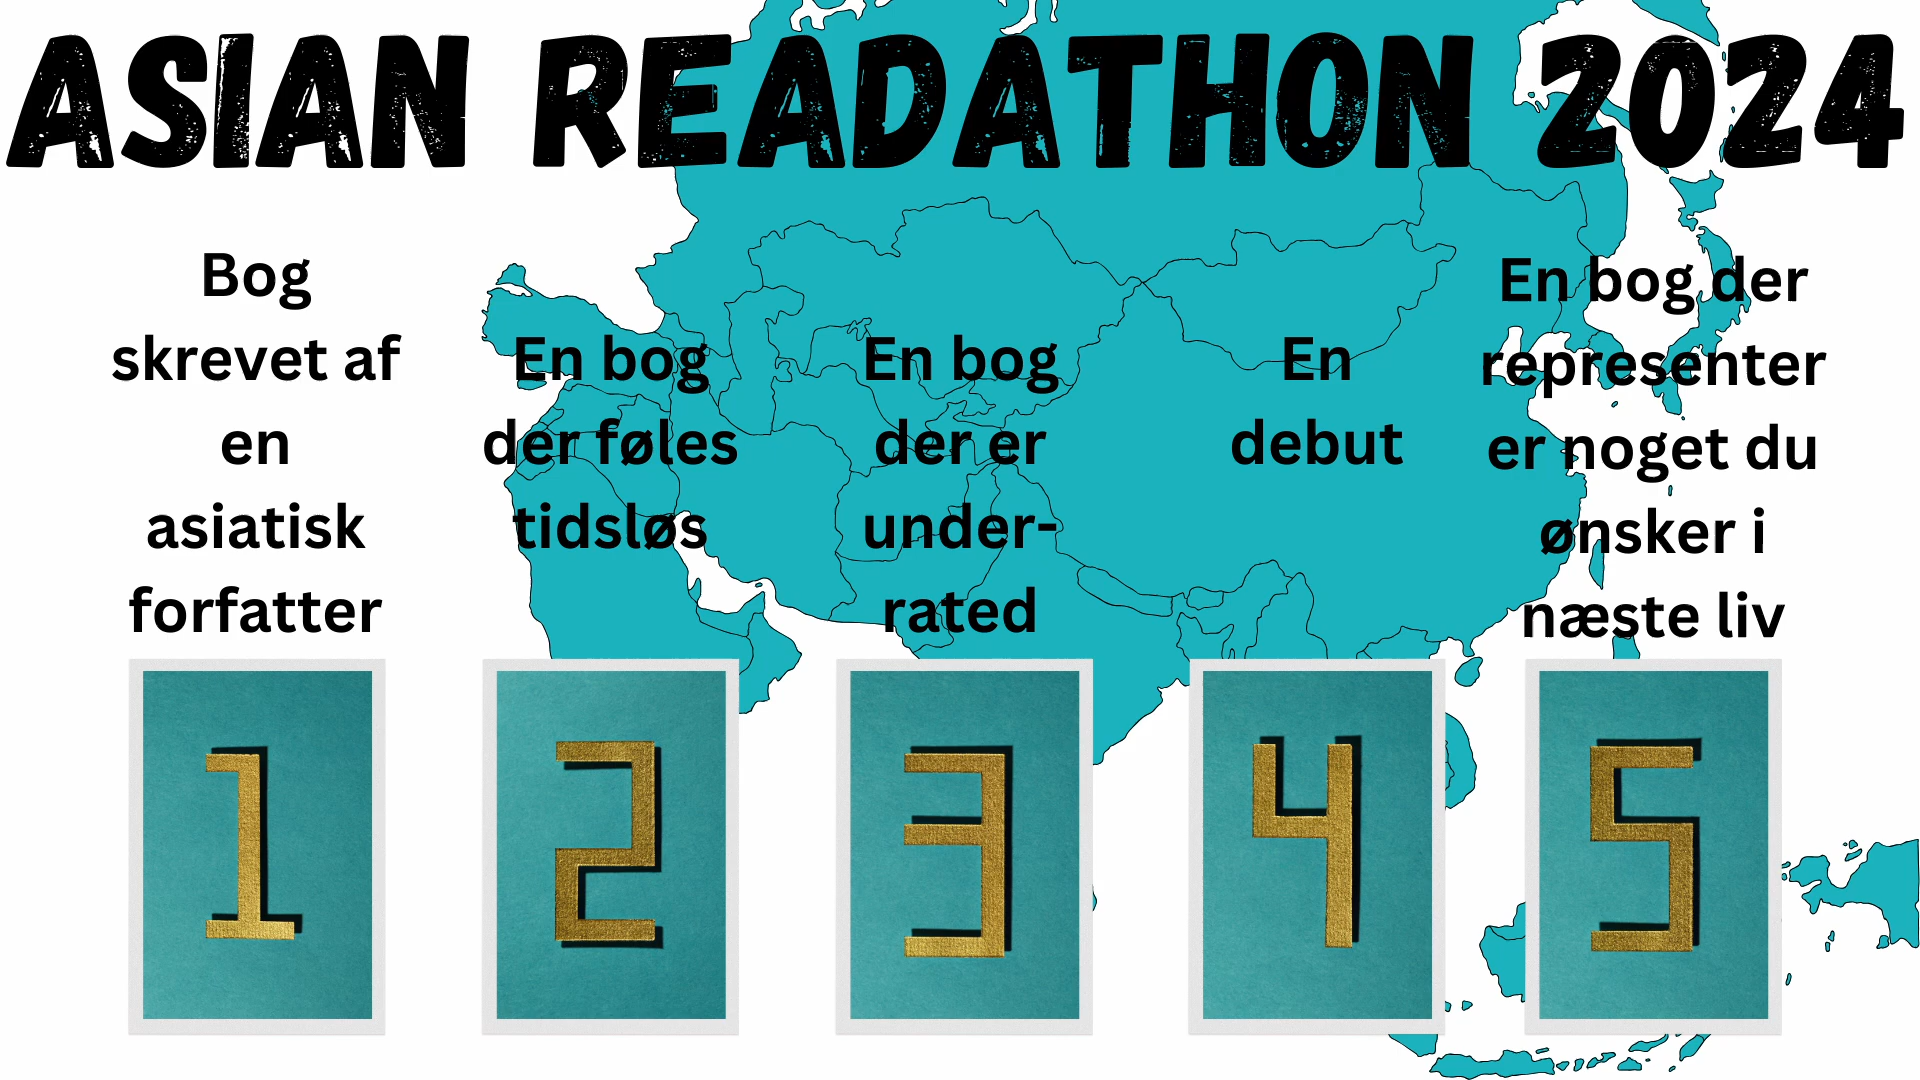 ASIAN READATHON 2024
Bog
skrevet af
en
asiatisk
forfatter
En bog
der føles
tidsløs
En bog
der er
under-
rated
En
debut
En bog der
representer
er noget du
ønsker i
næste liv
1
2
3
4
5